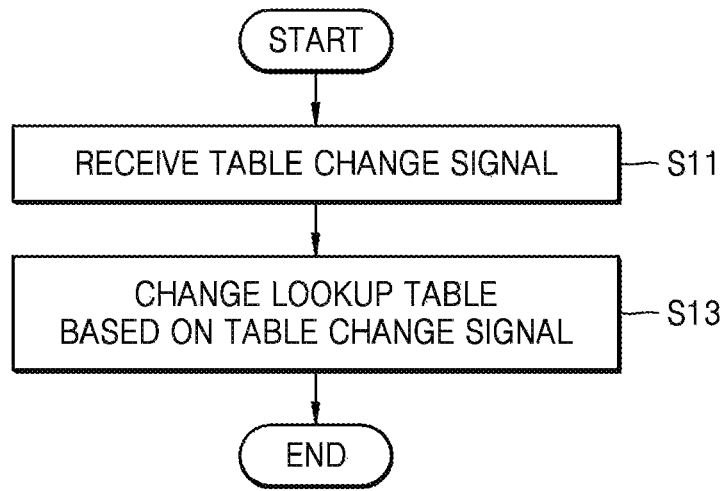 START
RECEIVE TABLE CHANGE SIGNAL
S11
CHANGE LOOKUP TABLE
BASED ON TABLE CHANGE SIGNAL
S13
END